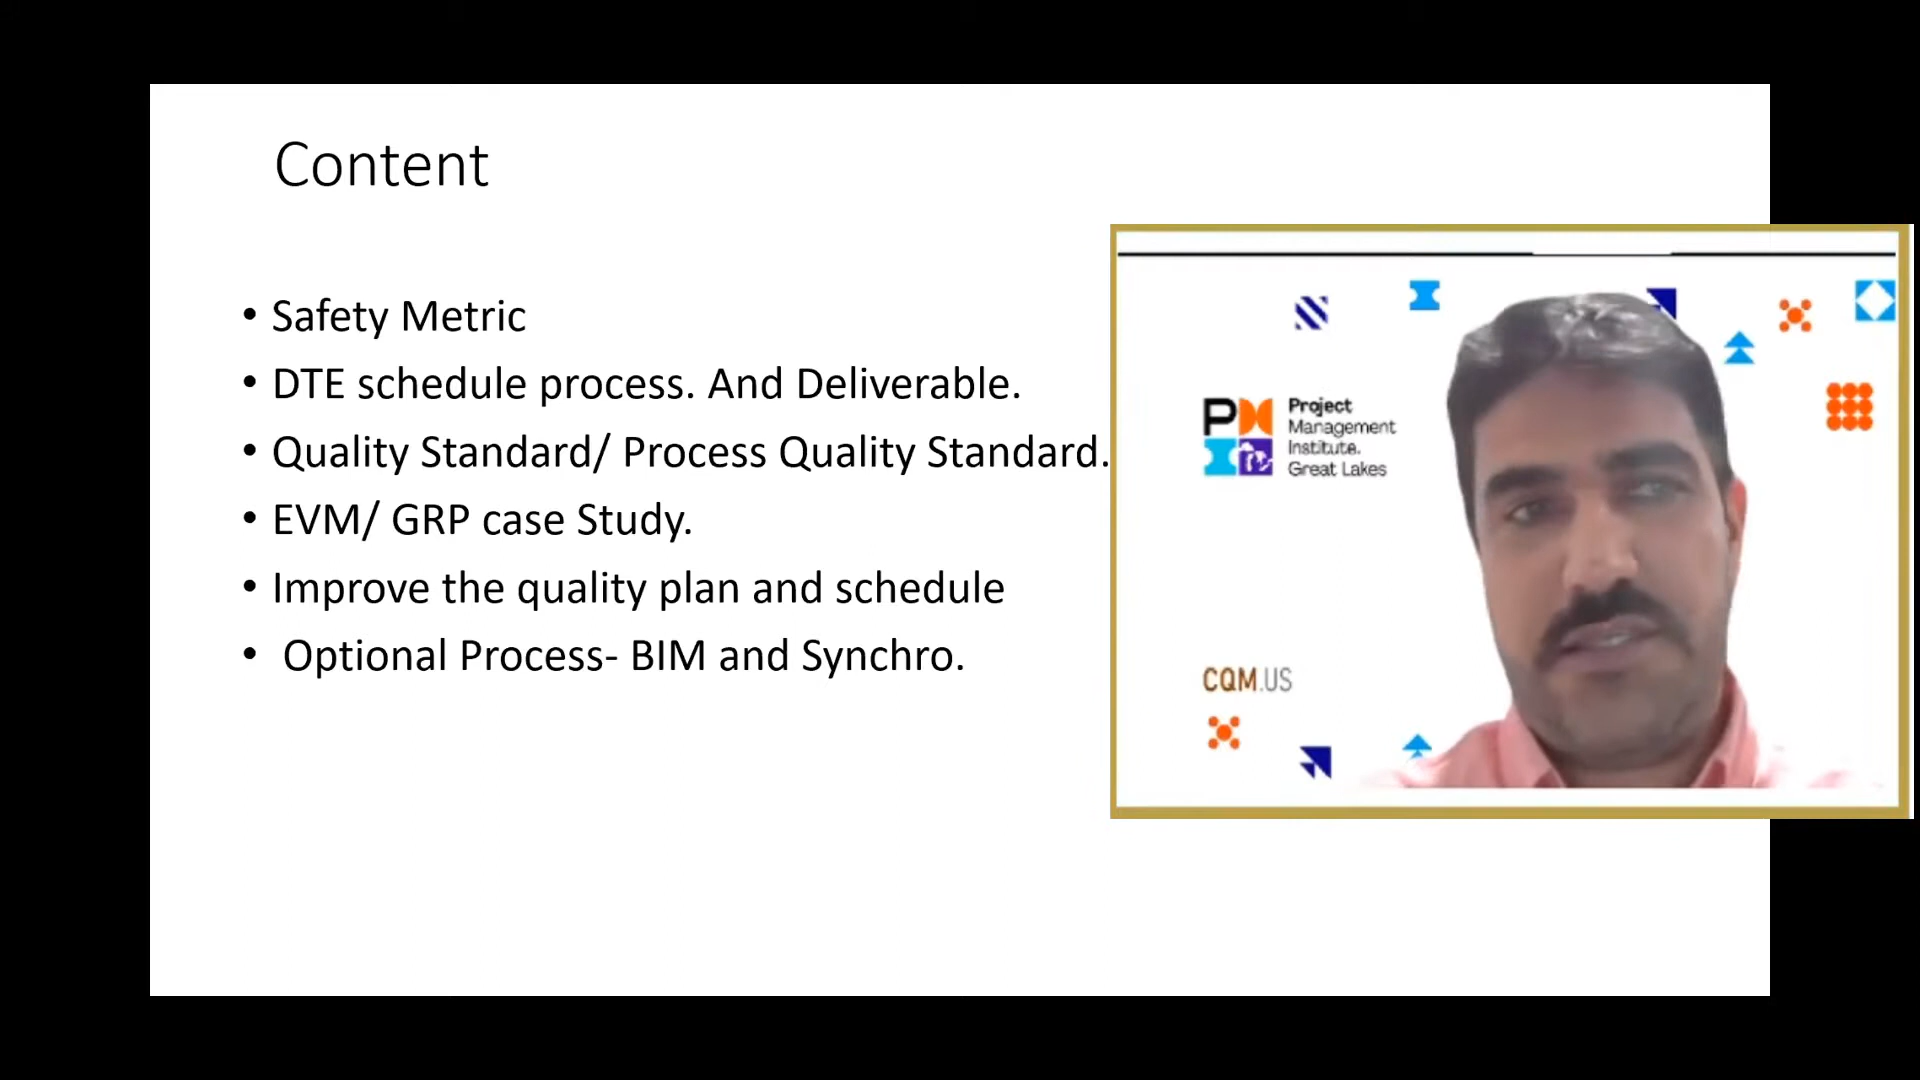 Content
• Safety Metric
• DTE schedule process. And Deliverable.
• Quality Standard/ Process Quality Standard.
• EVM/ GRP case Study.
• Improve the quality plan and schedule
• Optional Process- BIM and Synchro.
Project
Management
Institute.
Great Lakes
CQM.US